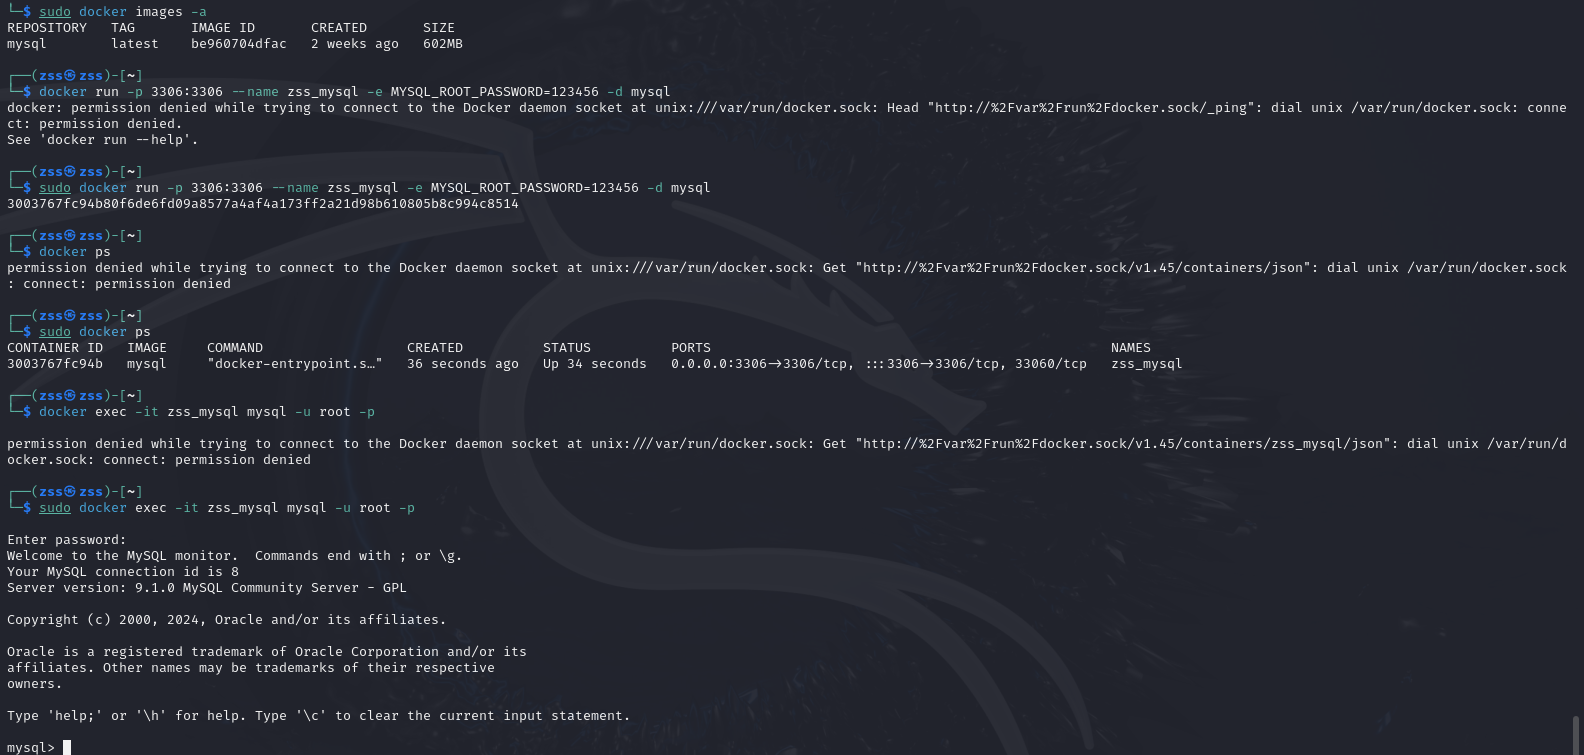 └─$ sudo docker images -a
REPOSITORY   TAG       IMAGE ID       CREATED       SIZE
mysql        latest    be960704dfac   2 weeks ago   602MB
┌──(zss㉿zss)-[~]
└─$ docker run -p 3306:3306 --name zss_mysql -e MYSQL_ROOT_PASSWORD=123456 -d mysql
docker: permission denied while trying to connect to the Docker daemon socket at unix:///var/run/docker.sock: Head "http://%2Fvar%2Frun%2Fdocker.sock/_ping": dial unix /var/run/docker.sock: conne
ct: permission denied.
See 'docker run --help'.
┌──(zss㉿zss)-[~]
└─$ sudo docker run -p 3306:3306 --name zss_mysql -e MYSQL_ROOT_PASSWORD=123456 -d mysql
3003767fc94b80f6de6fd09a8577a4af4a173ff2a21d98b610805b8c994c8514
┌──(zss㉿zss)-[~]
└─$ docker ps
permission denied while trying to connect to the Docker daemon socket at unix:///var/run/docker.sock: Get "http://%2Fvar%2Frun%2Fdocker.sock/v1.45/containers/json": dial unix /var/run/docker.sock
: connect: permission denied
┌──(zss㉿zss)-[~]
└─$ sudo docker ps
CONTAINER ID   IMAGE     COMMAND                  CREATED          STATUS          PORTS                                                  NAMES
3003767fc94b   mysql     "docker-entrypoint.s…"   36 seconds ago   Up 34 seconds   0.0.0.0:3306->3306/tcp, :::3306->3306/tcp, 33060/tcp   zss_mysql
┌──(zss㉿zss)-[~]
└─$ docker exec -it zss_mysql mysql -u root -p
permission denied while trying to connect to the Docker daemon socket at unix:///var/run/docker.sock: Get "http://%2Fvar%2Frun%2Fdocker.sock/v1.45/containers/zss_mysql/json": dial unix /var/run/d
ocker.sock: connect: permission denied
┌──(zss㉿zss)-[~]
└─$ sudo docker exec -it zss_mysql mysql -u root -p
Enter password:
Welcome to the MySQL monitor.  Commands end with ; or \g.
Your MySQL connection id is 8
Server version: 9.1.0 MySQL Community Server - GPL
Copyright (c) 2000, 2024, Oracle and/or its affiliates.
Oracle is a registered trademark of Oracle Corporation and/or its
affiliates. Other names may be trademarks of their respective
owners.
Type 'help;' or '\h' for help. Type '\c' to clear the current input statement.
mysql>